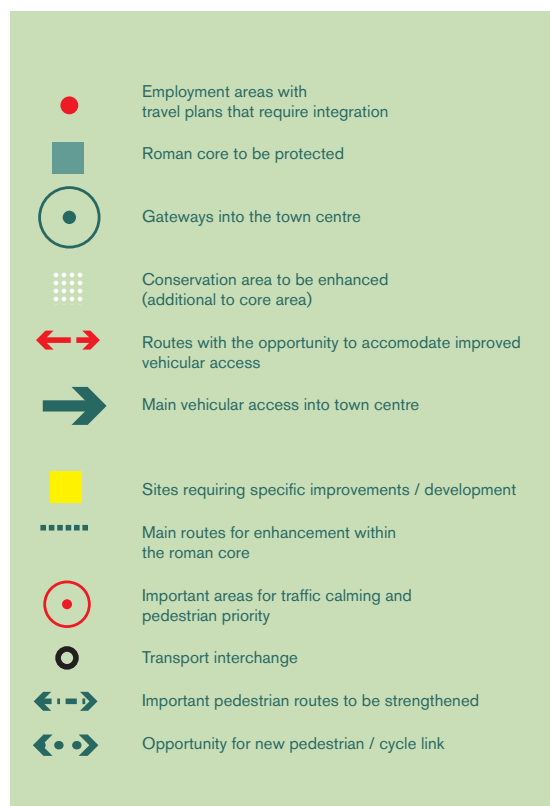 Employment areas with
travel plans that require integration
Roman core to be protected
Gateways into the town centre
Conservation area to be enhanced
(additional to core area)
Routes with the opportunity to accomodate improved
vehicular access
Main vehicular access into town centre
Sites requiring specific improvements / development
Main routes for enhancement within
the roman core
Important areas for traffic calming and
pedestrian priority
Transport interchange
Important pedestrian routes to be strengthened
Opportunity for new pedestrian / cycle link